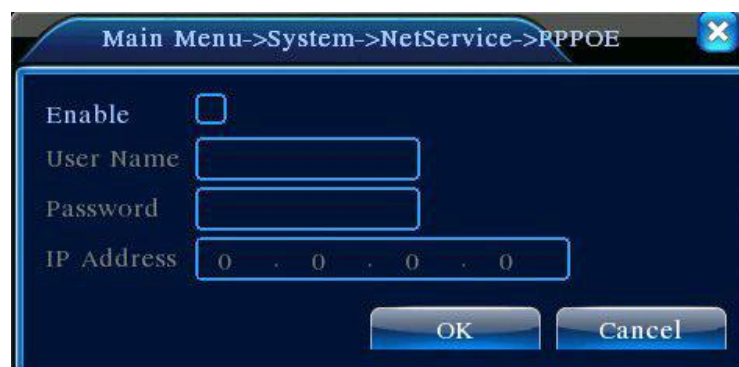 Main Menu->System->NetService->PPPOE
Enable
User Name
Password
IP Address 0 . 0 . 0 . 0
OK Cancel